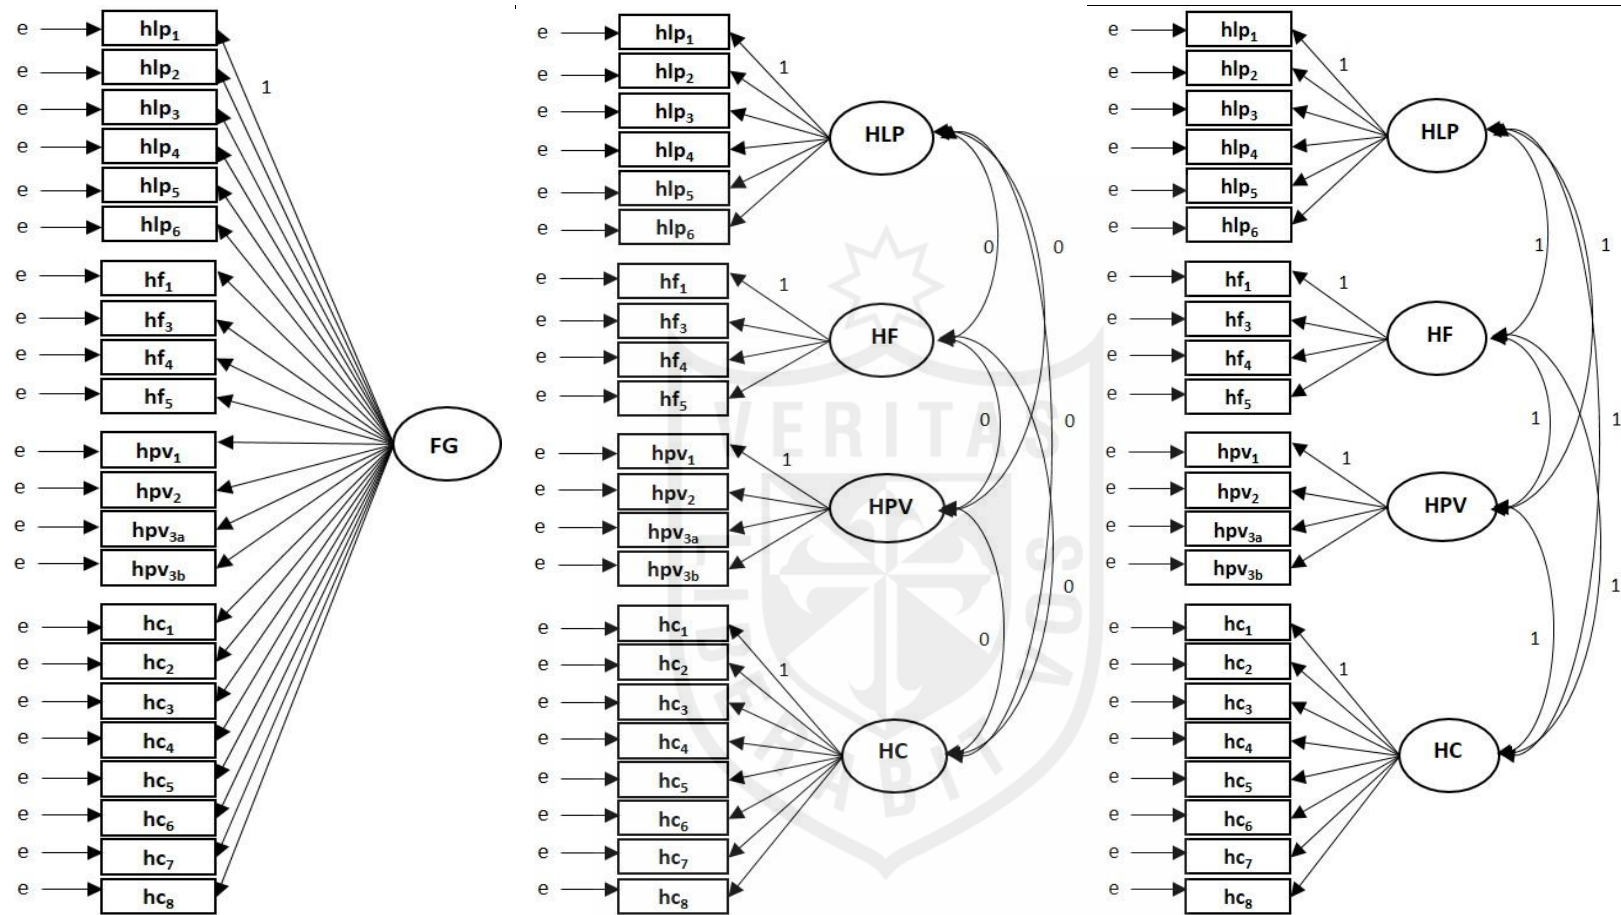 e hlp₁
e hlp₂
1
e hlp₃
e hlp₄
e hlp₅
e hlp₆
e hf₁
e hf₃
e hf₄
e hf₅
FG
e hpv₁
e hpv₂
e hpv₃ₐ
e hpv₃b
e hc₁
e hc₂
e hc₃
e hc₄
e hc₅
e hc₆
e hc₇
e hc₈
e hlp₁
1
e hlp₂
e hlp₃
HLP
e hlp₄
e hlp₅
e hlp₆
0 0
e hf₁ 1
e hf₃
HF
e hf₄
e hf₅
0 0
e hpv₁ 1
e hpv₂
HPV
e hpv₃ₐ
e hpv₃b
0
e hc₁
0
e hc₂ 1
e hc₃
e hc₄
HC
e hc₅
e hc₆
e hc₇
e hc₈
VERITAS
LIBERABIT
VOS
e hlp₁
1
e hlp₂
e hlp₃
HLP
e hlp₄
e hlp₅
e hlp₆
1 1
e hf₁ 1
e hf₃
HF
e hf₄
e hf₅
1 1
e hpv₁ 1
e hpv₂
HPV
e hpv₃ₐ
e hpv₃b
1
e hc₁
1
e hc₂ 1
e hc₃
e hc₄
HC
e hc₅
e hc₆
e hc₇
e hc₈